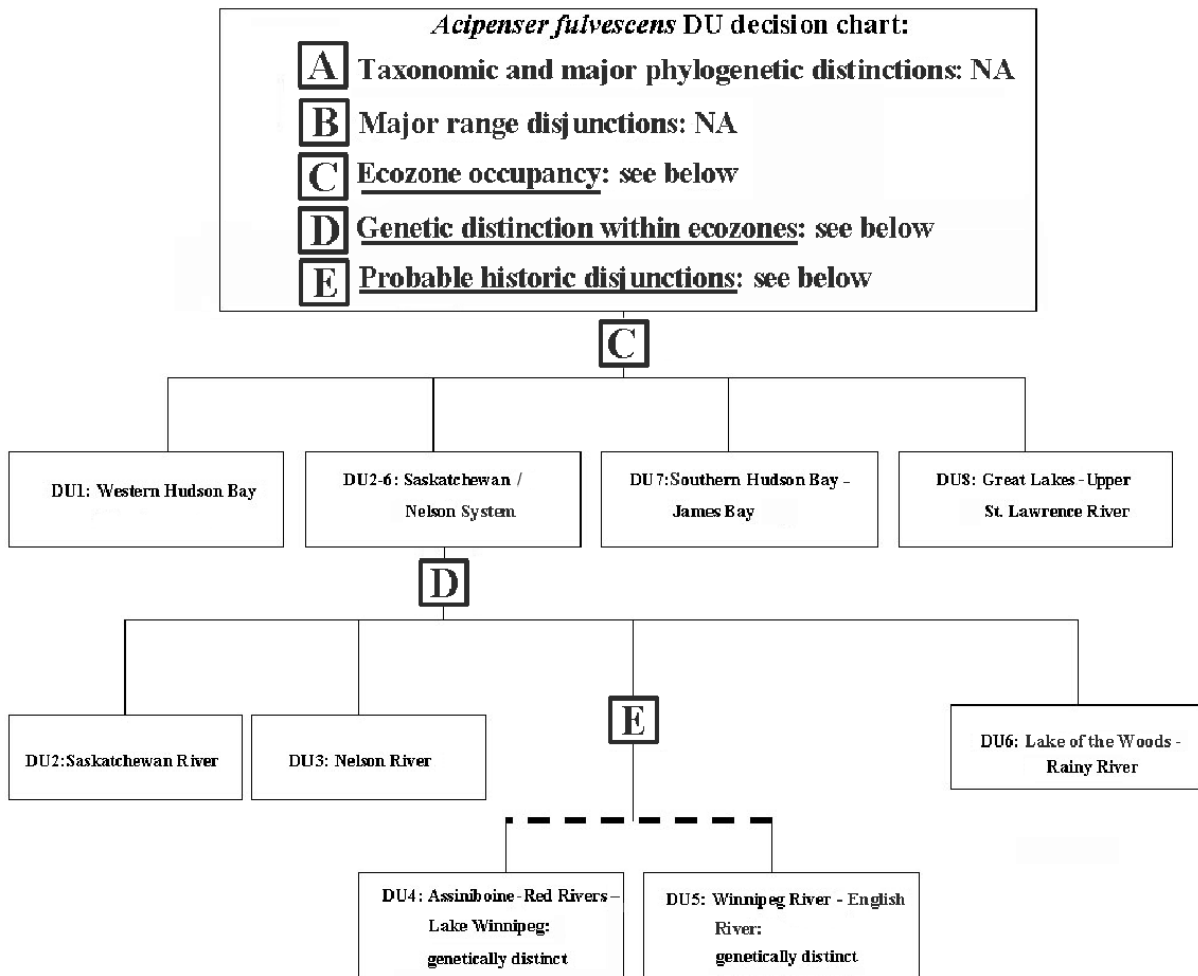 Acipenser fulvescens DU decision chart:
A Taxonomic and major phylogenetic distinctions: NA
B Major range disjunctions: NA
C Ecozone occupancy: see below
D Genetic distinction within ecozones: see below
E Probable historic disjunctions: see below
C
DU1: Western Hudson Bay
DU2-6: Saskatchewan /
Nelson System
DU7:Southern Hudson Bay –
James Bay
DU8: Great Lakes - Upper
St. Lawrence River
D
E
DU2:Saskatchewan River
DU3: Nelson River
DU6: Lake of the Woods -
Rainy River
DU4: Assiniboine-Red Rivers –
Lake Winnipeg:
genetically distinct
DU5: Winnipeg River - English
River:
genetically distinct